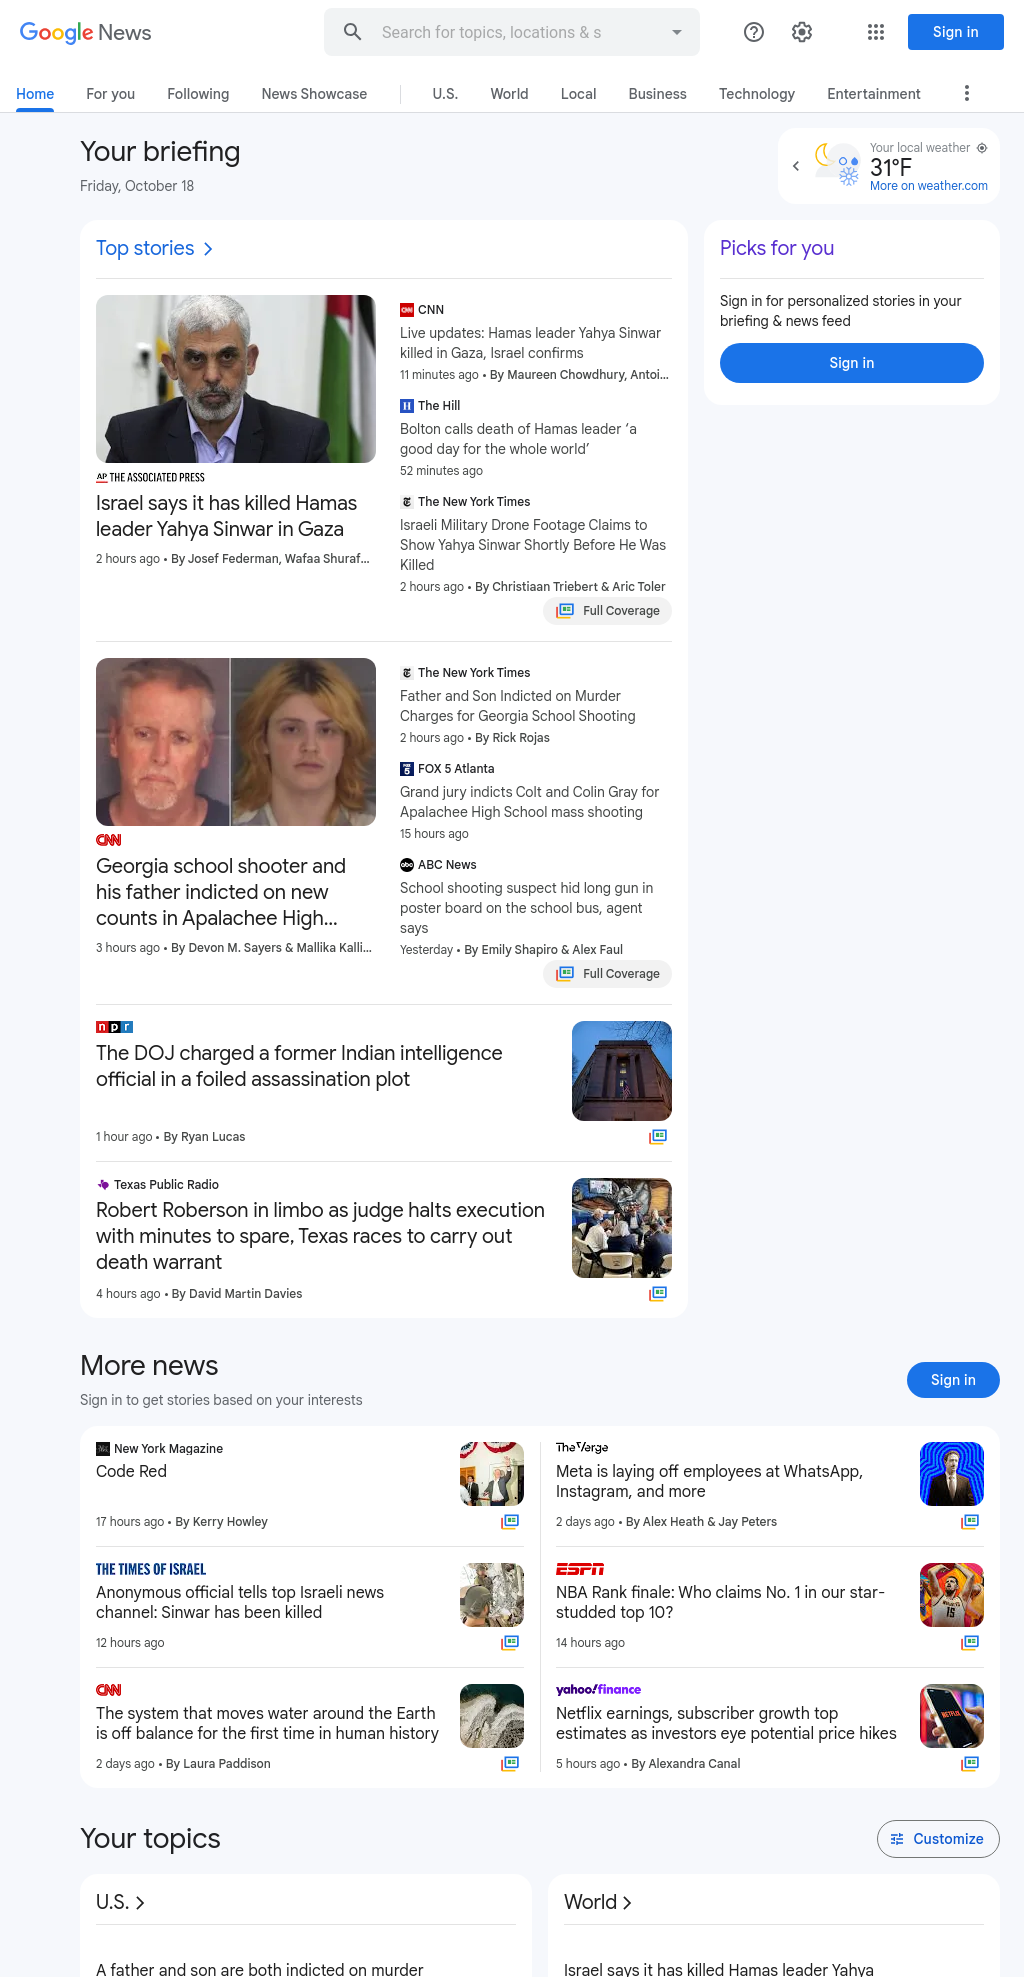 Google News
Search for topics, locations & s
Sign in
Home
For you
Following
News Showcase
U.S.
World
Local
Business
Technology
Entertainment
Your briefing
Friday, October 18
Your local weather
31°F
More on weather.com
Top stories
THE ASSOCIATED PRESS
AP
Israel says it has killed Hamas
leader Yahya Sinwar in Gaza
2 hours ago • By Josef Federman, Wafaa Shuraf...
CNN
CNN
Live updates: Hamas leader Yahya Sinwar
killed in Gaza, Israel confirms
11 minutes ago • By Maureen Chowdhury, Antoi...
H
The Hill
Bolton calls death of Hamas leader ‘a
good day for the whole world’
52 minutes ago
The New York Times
Israeli Military Drone Footage Claims to
Show Yahya Sinwar Shortly Before He Was
Killed
2 hours ago • By Christiaan Triebert & Aric Toler
Full Coverage
Picks for you
Sign in for personalized stories in your
briefing & news feed
Sign in
CNN
Georgia school shooter and
his father indicted on new
counts in Apalachee High...
3 hours ago • By Devon M. Sayers & Mallika Kalli...
The New York Times
Father and Son Indicted on Murder
Charges for Georgia School Shooting
2 hours ago • By Rick Rojas
FOX 5 Atlanta
Grand jury indicts Colt and Colin Gray for
Apalachee High School mass shooting
15 hours ago
abc
ABC News
School shooting suspect hid long gun in
poster board on the school bus, agent
says
Yesterday • By Emily Shapiro & Alex Faul
Full Coverage
npr
The DOJ charged a former Indian intelligence
official in a foiled assassination plot
1 hour ago • By Ryan Lucas
Texas Public Radio
Robert Roberson in limbo as judge halts execution
with minutes to spare, Texas races to carry out
death warrant
4 hours ago • By David Martin Davies
More news
Sign in to get stories based on your interests
Sign in
New York Magazine
Code Red
17 hours ago • By Kerry Howley
The Verge
Meta is laying off employees at WhatsApp,
Instagram, and more
2 days ago • By Alex Heath & Jay Peters
THE TIMES OF ISRAEL
Anonymous official tells top Israeli news
channel: Sinwar has been killed
12 hours ago
ESPN
NBA Rank finale: Who claims No. 1 in our star-
studded top 10?
14 hours ago
15
CNN
The system that moves water around the Earth
is off balance for the first time in human history
2 days ago • By Laura Paddison
yahoo!finance
Netflix earnings, subscriber growth top
estimates as investors eye potential price hikes
5 hours ago • By Alexandra Canal
NETFLIX
Your topics
Customize
U.S.
A father and son are both indicted on murder
World
Israel says it has killed Hamas leader Yahya